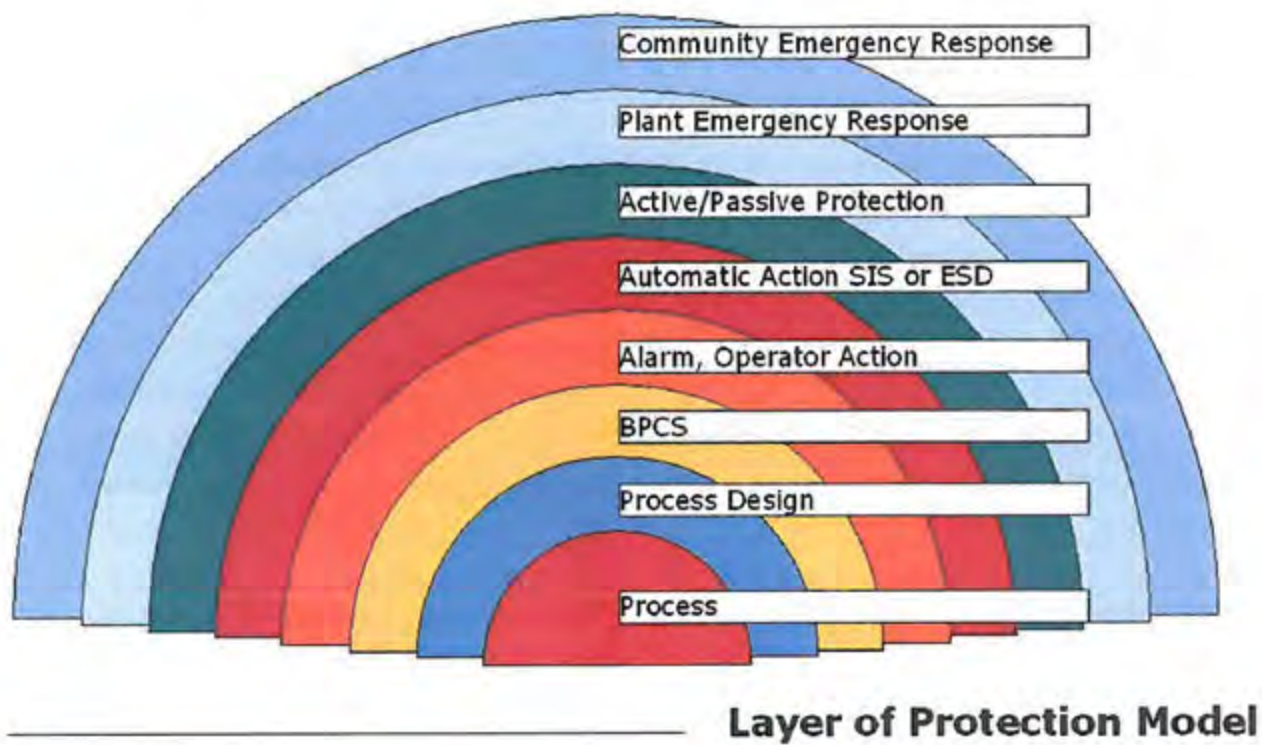 Community Emergency Response
Plant Emergency Response
Active/Passive Protection
Automatic Action SIS or ESD
Alarm, Operator Action
BPCS
Process Design
Process
Layer of Protection Model